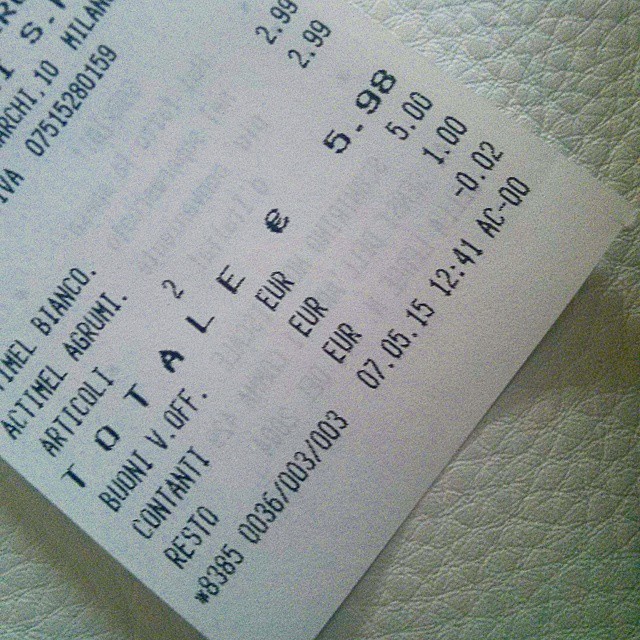 I S.
ARCHI.10 MILAN
IVA 07515280159
IMEL BIANCO. 2.99
ACTIMEL AGRUMI. 2.99
ARTICOLI 2
TOTALE € 5.98
BUONI V.OFF. EUR 5.00
CONTANTI EUR 1.00
RESTO EUR -0.02
*8385 0036/003/003 07.05.15 12:41 AC-00